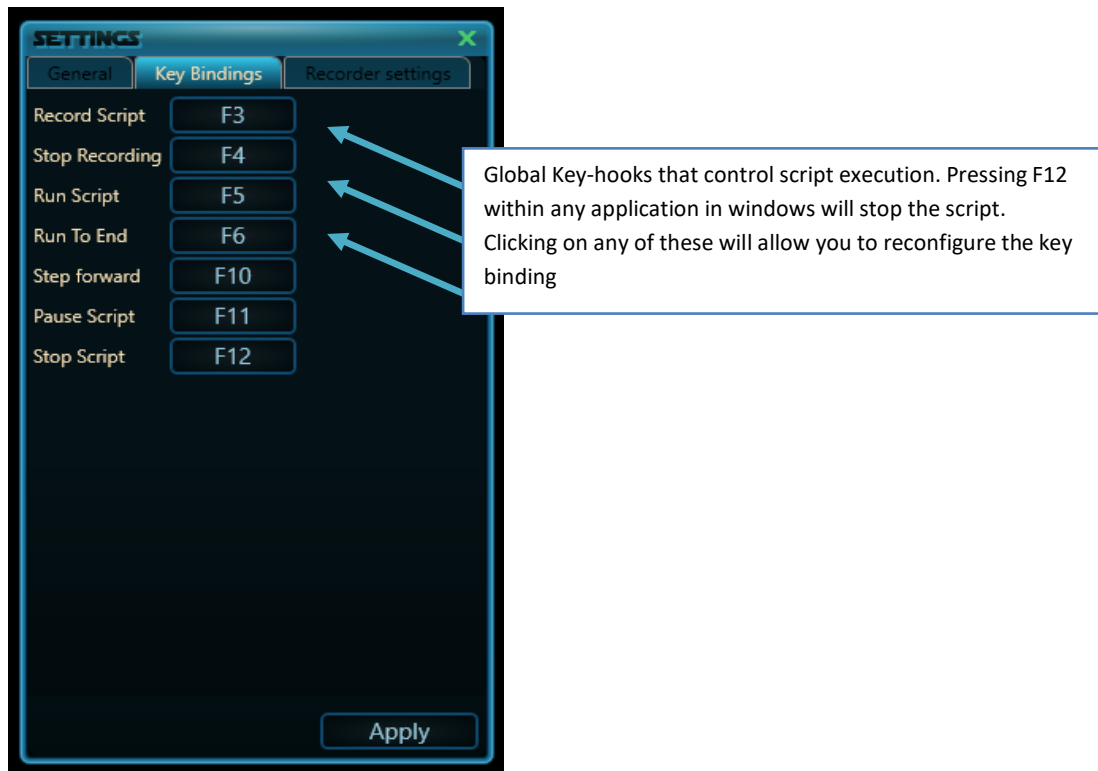 SETTINGS X
General Key Bindings Recorder settings
Record Script F3
Stop Recording F4
Run Script F5
Run To End F6
Step forward F10
Pause Script F11
Stop Script F12
Apply
Global Key-hooks that control script execution. Pressing F12
within any application in windows will stop the script.
Clicking on any of these will allow you to reconfigure the key
binding